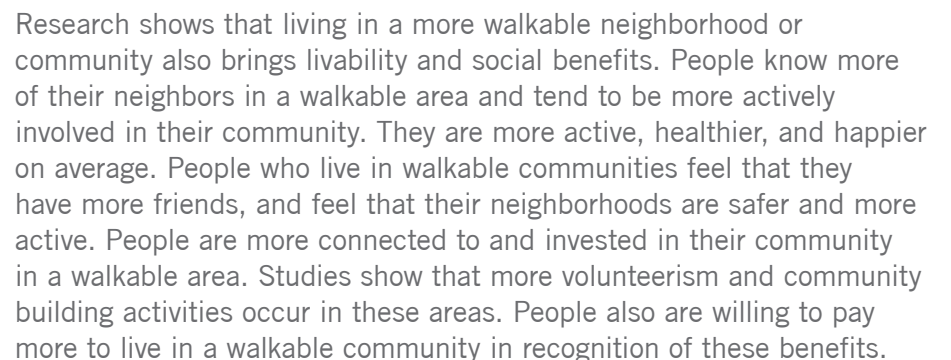 Research shows that living in a more walkable neighborhood or
community also brings livability and social benefits. People know more
of their neighbors in a walkable area and tend to be more actively
involved in their community. They are more active, healthier, and happier
on average. People who live in walkable communities feel that they
have more friends, and feel that their neighborhoods are safer and more
active. People are more connected to and invested in their community
in a walkable area. Studies show that more volunteerism and community
building activities occur in these areas. People also are willing to pay
more to live in a walkable community in recognition of these benefits.